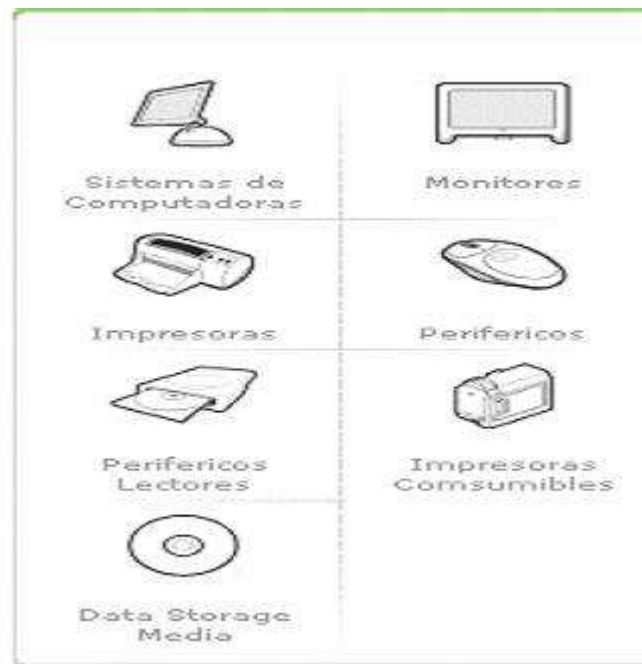 Sistemas de
Computadoras
Monitores
Impresoras
Perifericos
Perifericos
Lectores
Impresoras
Comsumibles
Data Storage
Media